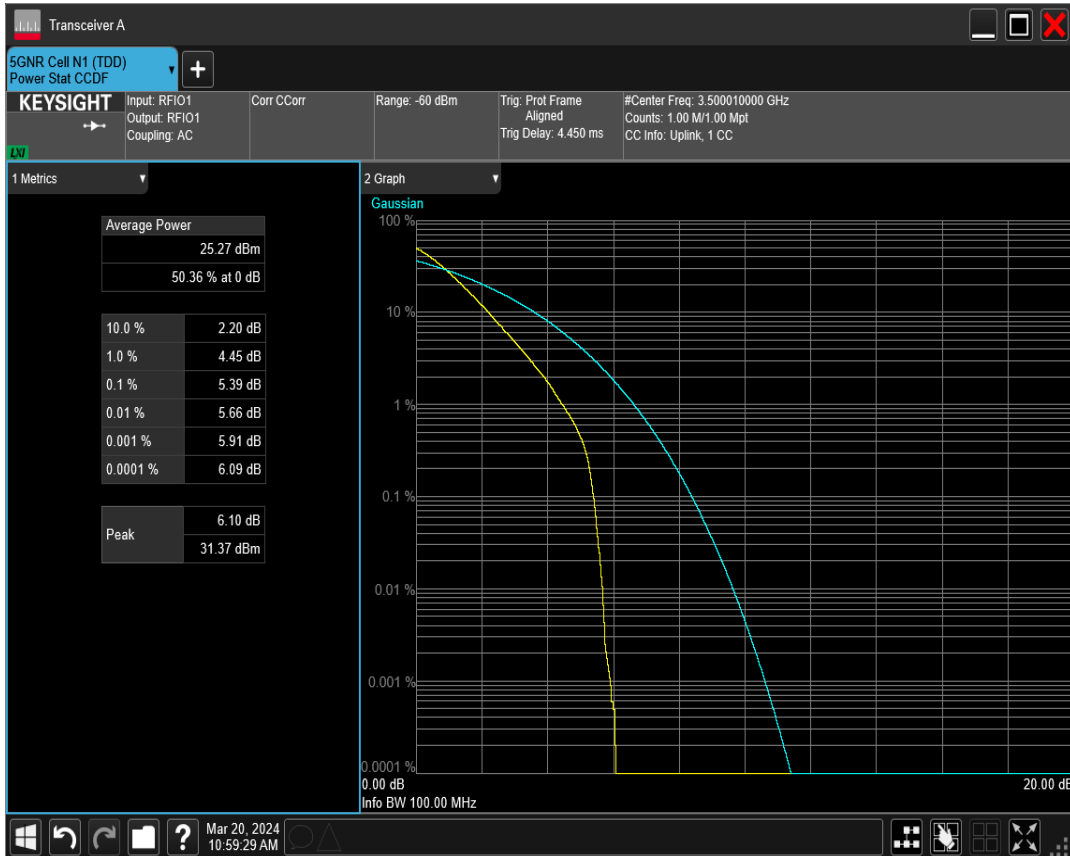 Transceiver A
5GNR Cell N1 (TDD)
Power Stat CCDF
KEYSIGHT
LXI
Input: RFIO1
Output: RFIO1
Coupling: AC
Corr CCorr
Range: -60 dBm
Trig: Prot Frame
Aligned
Trig Delay: 4.450 ms
#Center Freq: 3.500010000 GHz
Counts: 1.00 M/1.00 Mpt
CC Info: Uplink, 1 CC
1 Metrics
Average Power
25.27 dBm
50.36 % at 0 dB
10.0 % 2.20 dB
1.0 % 4.45 dB
0.1 % 5.39 dB
0.01 % 5.66 dB
0.001 % 5.91 dB
0.0001 % 6.09 dB
Peak
6.10 dB
31.37 dBm
2 Graph
Gaussian
100 %
10 %
1 %
0.1 %
0.01 %
0.001 %
0.0001 %
0.00 dB 20.00 dB
Info BW 100.00 MHz
?
Mar 20, 2024
10:59:29 AM